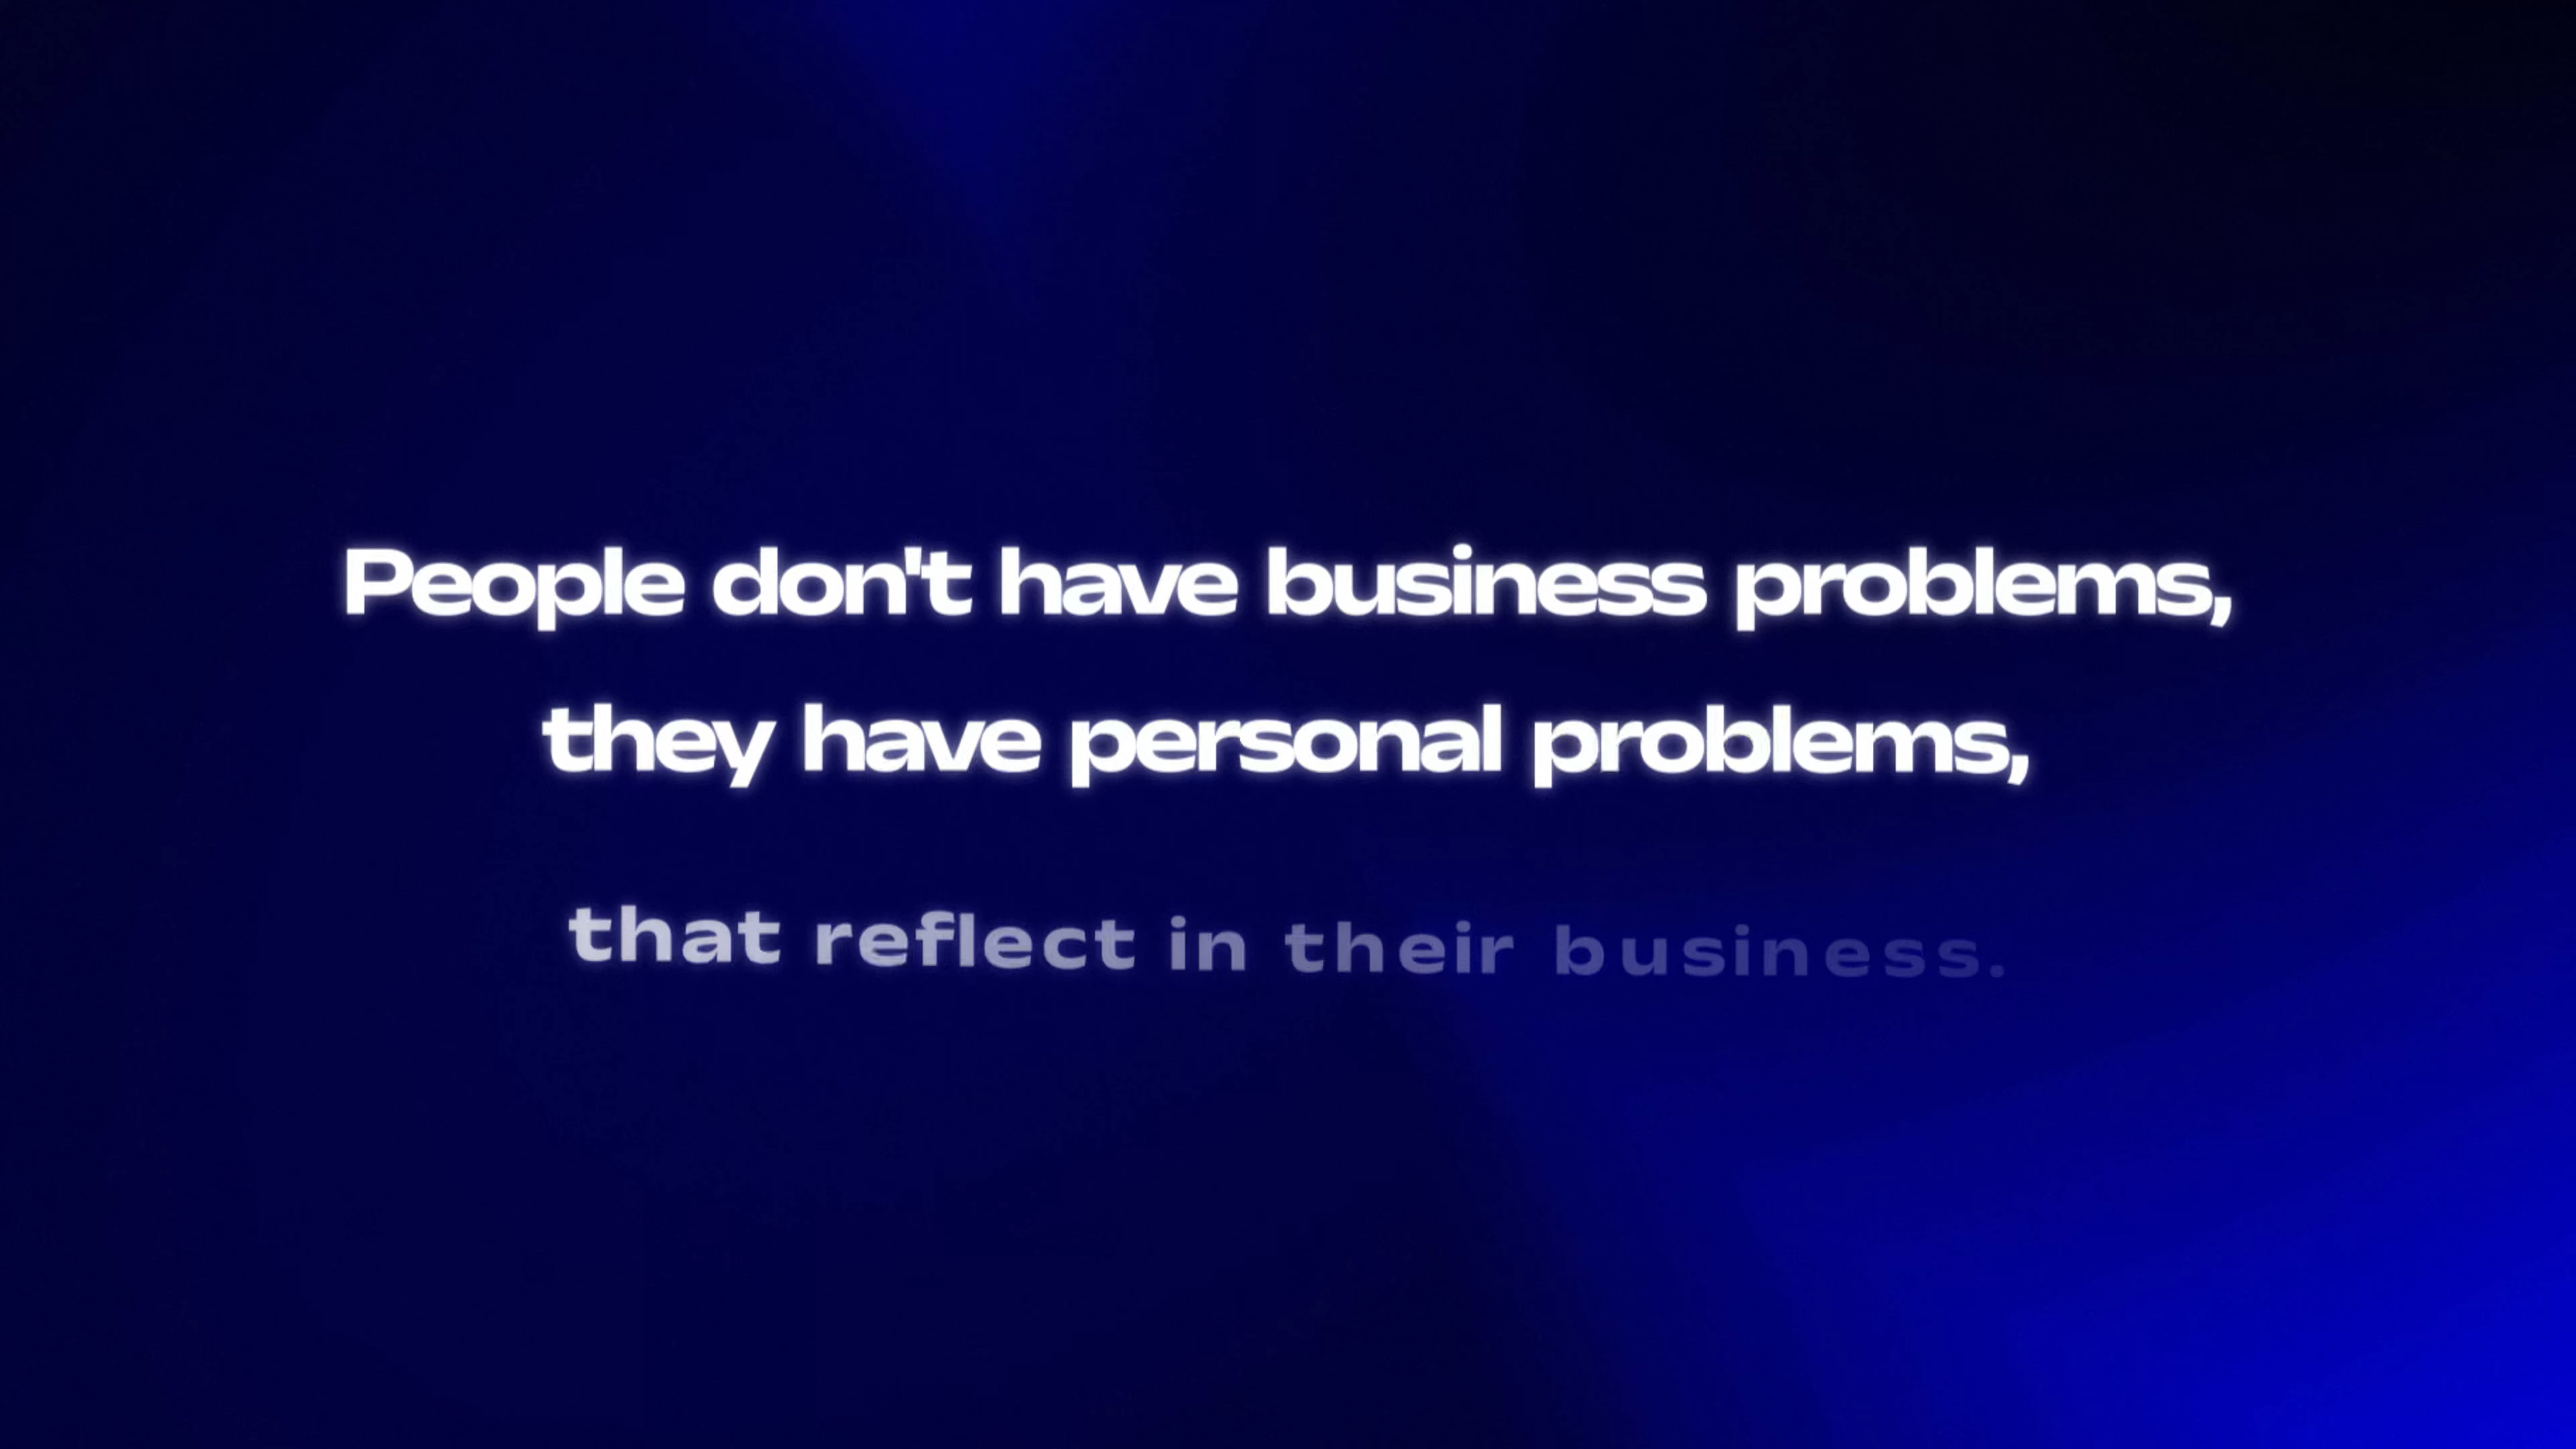 People don't have business problems,
they have personal problems,
that reflect in their business.